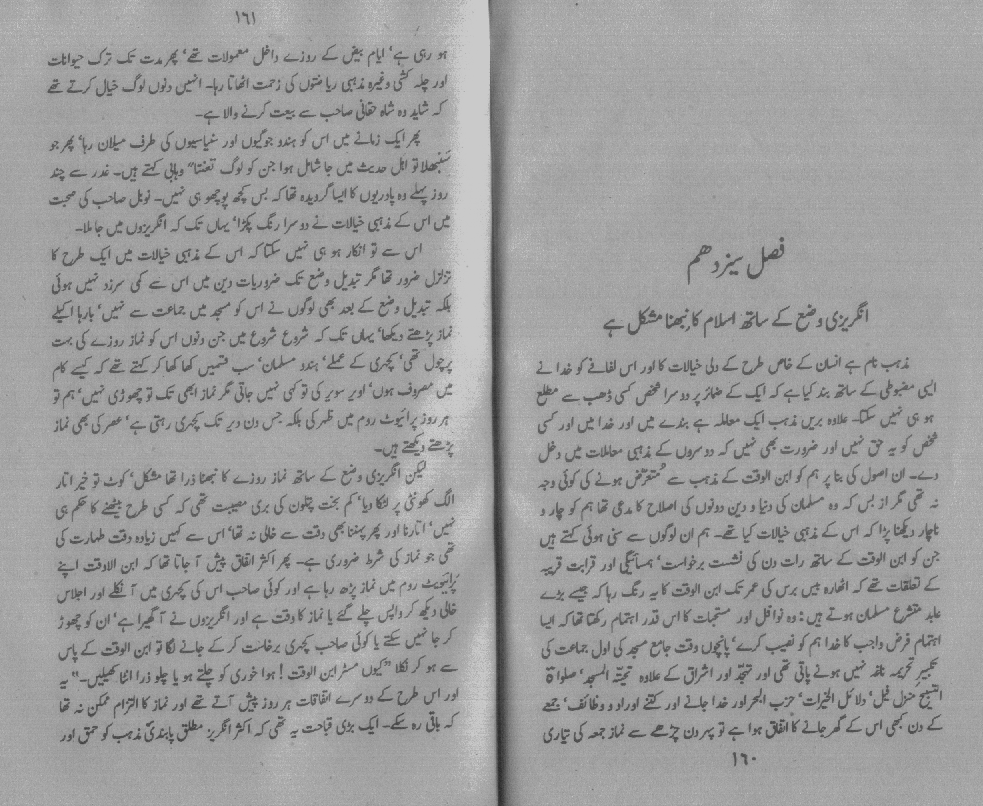 فصل سیزدھم
انگریزی وضع کے ساتھ اسلام کا نبھنا مشکل ہے
مذہب نام ہے انسان کے خاص طرح کے دلی خیالات کا اور اس لفافے کو خدا نے
ایسی مضبوطی کے ساتھ بند کیا ہے کہ ایک کے ضمائر پر دوسرا شخص کسی ڈھب سے مطلع
ہو ہی نہیں سکتا۔ علاوہ بریں مذہب ایک معاملہ ہے بندے میں اور خدا میں اور کسی
شخص کو یہ حق نہیں اور ضرورت بھی نہیں کہ دوسروں کے مذہبی معاملات میں دخل
دے۔ ان اصول کی بنا پر ہم کو ابن الوقت کے مذہب سے متعرض ہونے کی کوئی وجہ
نہ تھی مگر از بس کہ وہ مسلمان کی دنیا و دین دونوں کی اصلاح کا مدعی تھا ہم کو چار و
ناچار دیکھنا پڑا کہ اس کے مذہبی خیالات کیا تھے۔ ہم ان لوگوں سے سنی ہوئی کہتے ہیں
جن کو ابن الوقت کے ساتھ رات دن کی نشست برخواست‘ ہمسائیگی اور قرابت قریبہ
کے تعلقات تھے کہ اٹھارہ بیس برس کی عمر تک ابن الوقت کا یہ رنگ رہا کہ جیسے بڑے
عابد متشرع مسلمان ہوتے ہیں: وہ نوافل اور مستحبات کا اس قدر اہتمام رکھتا تھا کہ ایسا
اہتمام فرض واجب کا خدا ہم کو نصیب کرے‘ پانچوں وقت جامع مسجد کی اول جماعت کی
تکبیر تحریمہ ناغہ نہیں ہونے پاتی تھی اور تہجد اور اشراق کے علاوہ تحیتہ المسجد‘ صلوٰۃ
التسبیح منزل فیل‘ دلائل الخیرات‘ حزب البحر اور خدا جانے اور کتنے اوراد و وظائف‘ جمعے
کے دن کبھی اس کے گھر جانے کا اتفاق ہوا ہے تو پہر دن چڑھے سے نماز جمعہ کی تیاری
۱۶۰
۱۶۱
ہو رہی ہے‘ ایام بیض کے روزے داخل معمولات تھے‘ پھر مدت تک ترک حیوانات
اور چلہ کشی وغیرہ مذہبی ریاضتوں کی زحمت اٹھاتا رہا۔ انہیں دنوں لوگ خیال کرتے تھے
کہ شاید وہ شاہ حقانی صاحب سے بیعت کرنے والا ہے۔
پھر ایک زمانے میں اس کو ہندو جوگیوں اور سنیاسیوں کی طرف میلان رہا‘ پھر جو
سنبھلا تو اہل حدیث میں جا شامل ہوا جن کو لوگ تعنتا" وہابی کہتے ہیں۔ غدر سے چند
روز پہلے وہ پادریوں کا ایسا گرویدہ تھا کہ بس کچھ پوچھو ہی نہیں۔ نوبل صاحب کی صحبت
میں اس کے مذہبی خیالات نے دوسرا رنگ پکڑا‘ یہاں تک کہ انگریزوں میں جا ملا۔
اس سے تو انکار ہو ہی نہیں سکتا کہ اس کے مذہبی خیالات میں ایک طرح کا
تزلزل ضرور تھا مگر تبدیل وضع تک ضروریات دین میں اس سے کمی سرزد نہیں ہوئی
بلکہ تبدیل وضع کے بعد بھی لوگوں نے اس کو مسجد میں جماعت سے نہیں‘ بارہا اکیلے
نماز پڑھتے دیکھا‘ یہاں تک کہ شروع شروع میں جن دنوں اس کو نماز روزے کی بہت
پرچول تھی‘ کچہری کے عملے‘ ہندو مسلمان‘ سب قسمیں کھا کھا کر کہتے تھے کہ کیسے کام
میں مصروف ہوں‘ اویر سویر کی تو کہی نہیں جاتی مگر نماز ابھی تک تو چھوڑی نہیں‘ ہم تو
ہر روز پرائیوٹ روم میں ظہر کی بلکہ جس دن دیر تک کچہری رہتی ہے‘ عصر کی بھی نماز
پڑھتے دیکھتے ہیں۔
لیکن انگریزی وضع کے ساتھ نماز روزے کا نبھنا ذرا تھا مشکل‘ کوٹ تو خیر اتار
الگ کھونٹی پر لٹکا دیا‘ کم بخت پتلون کی بری مصیبت تھی کہ کسی طرح بیٹھنے کا حکم ہی
نہیں‘ اتارنا اور پھر پہننا بھی دقت سے خالی نہ تھا‘ اس سے کہیں زیادہ دقت طہارت کی
تھی جو نماز کی شرط ضروری ہے۔ پھر اکثر اتفاق پیش آ جاتا تھا کہ ابن الاوقت اپنے
پرائیویٹ روم میں نماز پڑھ رہا ہے اور کوئی صاحب اس کی کچہری میں آ نکلے اور اجلاس
خالی دیکھ کر واپس چلے گئے یا نماز کا وقت ہے اور انگریزوں نے آ گھیرا ہے‘ ان کو چھوڑ
کر جا نہیں سکتے یا کوئی صاحب کچہری برخاست کر کے جانے لگا تو ابن الوقت کے پاس
سے ہو کر نکلا "کیوں مسٹر ابن الوقت ! ہوا خوری کو چلتے ہو یا چلو ذرا انٹا کھیلیں۔" یہ
اور اس طرح کے دوسرے اتفاقات ہر روز پیش آتے تھے اور نماز کا التزام ممکن نہ تھا
کہ باقی رہ سکے۔ ایک بڑی قباحت یہ تھی کہ اکثر انگریز مطلق پابندیٔ مذہب کو حمق اور